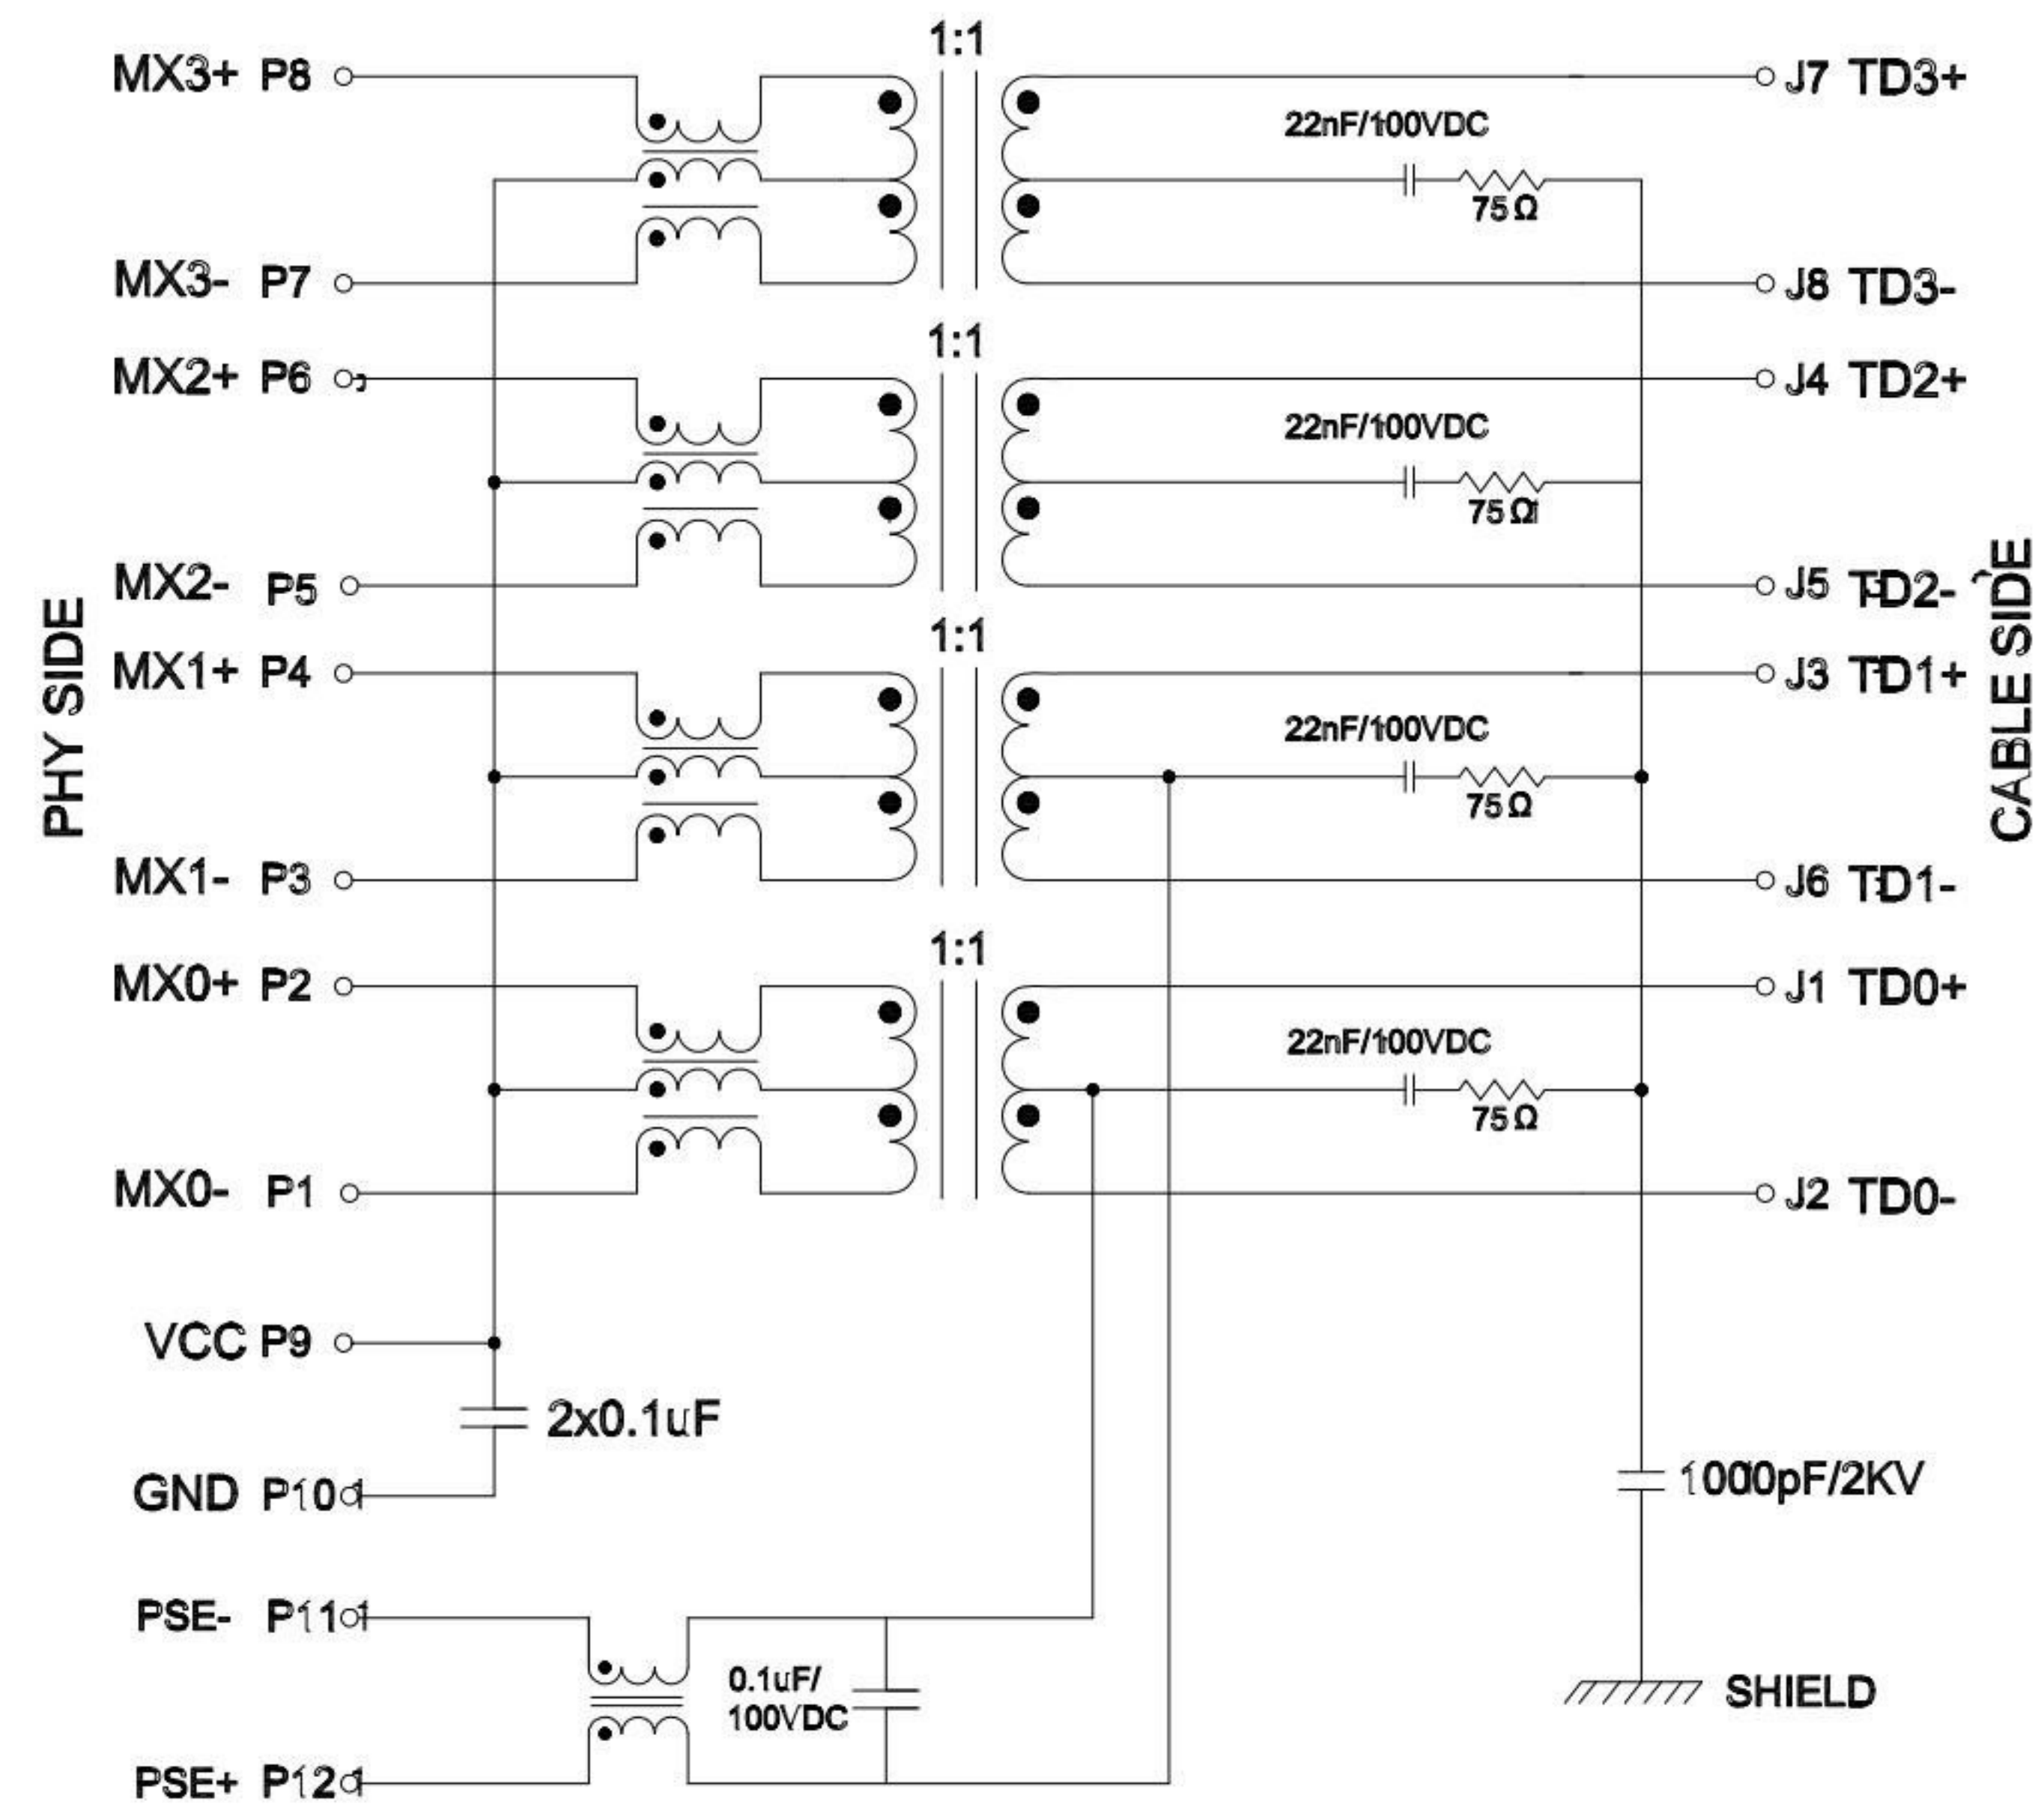 1:1
MX3+ P8
J7 TD3+
22nF/100VDC
75Ω
MX3- P7
J8 TD3-
1:1
MX2+ P6
J4 TD2+
22nF/100VDC
75Ω
MX2- P5
J5 TD2-
PHY SIDE
CABLE SIDE
1:1
MX1+ P4
J3 TD1+
22nF/100VDC
75Ω
MX1- P3
J6 TD1-
1:1
MX0+ P2
J1 TD0+
22nF/100VDC
75Ω
MX0- P1
J2 TD0-
VCC P9
2x0.1uF
GND P10
1000pF/2KV
PSE- P11
0.1uF/
100VDC
SHIELD
PSE+ P12